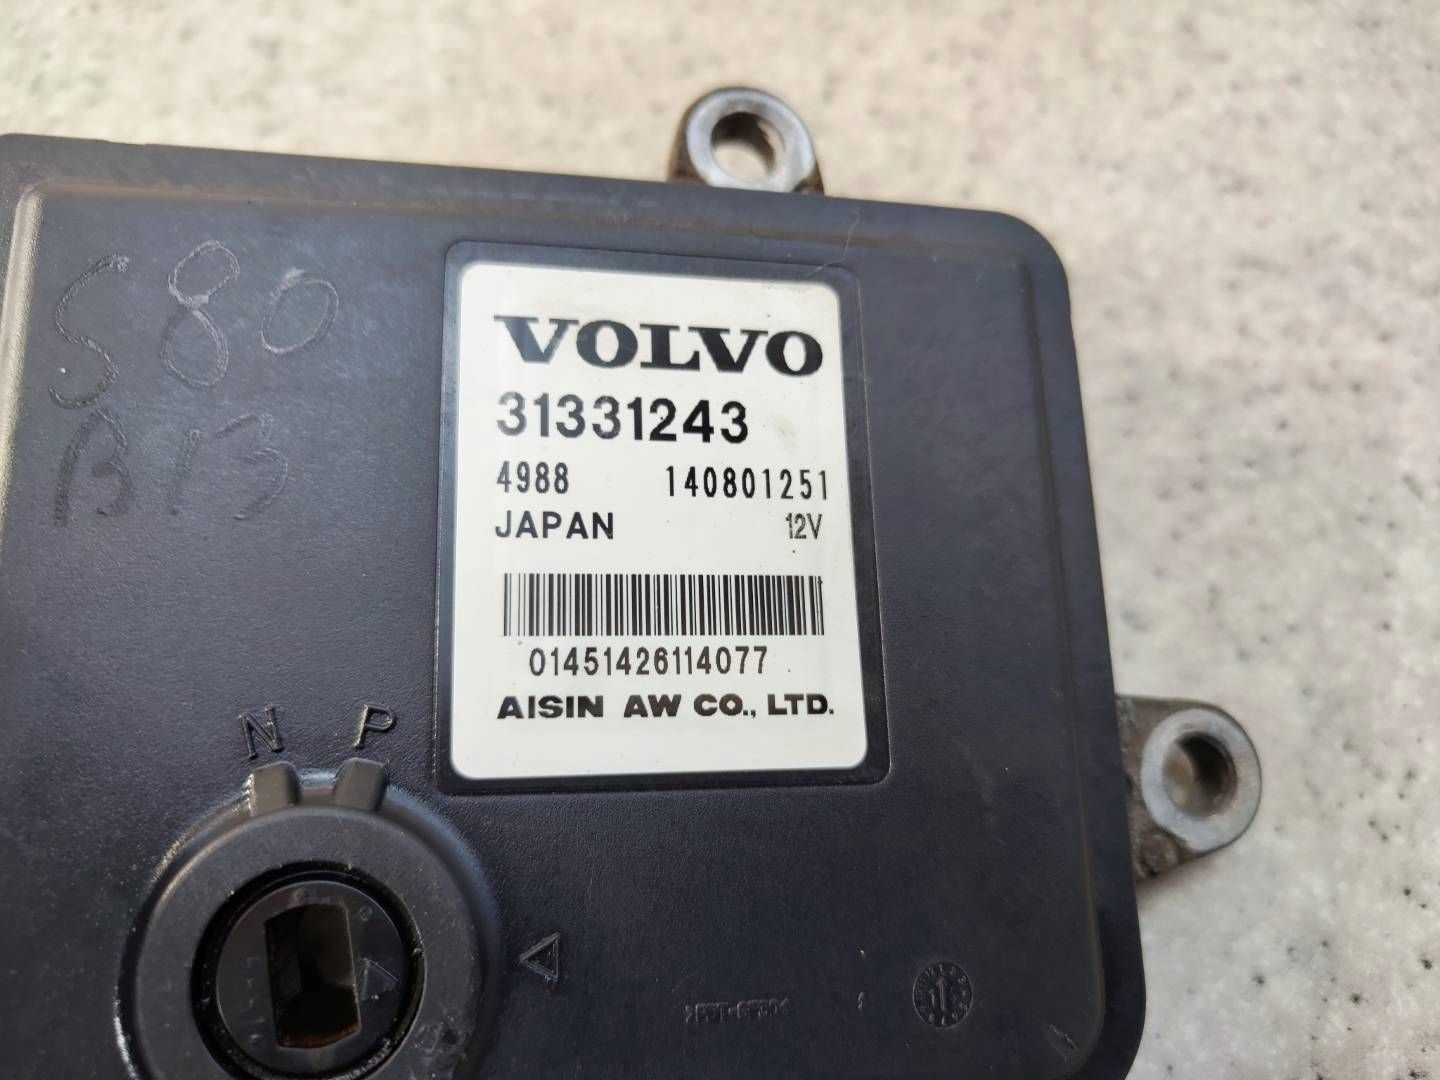 S80
B13
VOLVO
31331243
4988 140801251
JAPAN 12V
01451426114077
AISIN AW CO., LTD.
N P